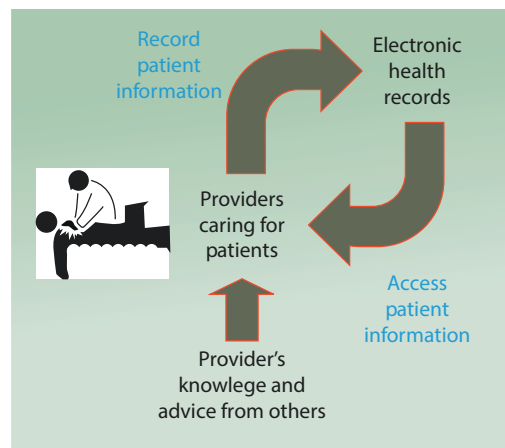 Record
patient
information
Electronic
health
records
Providers
caring for
patients
Access
patient
information
Provider's
knowlege and
advice from others